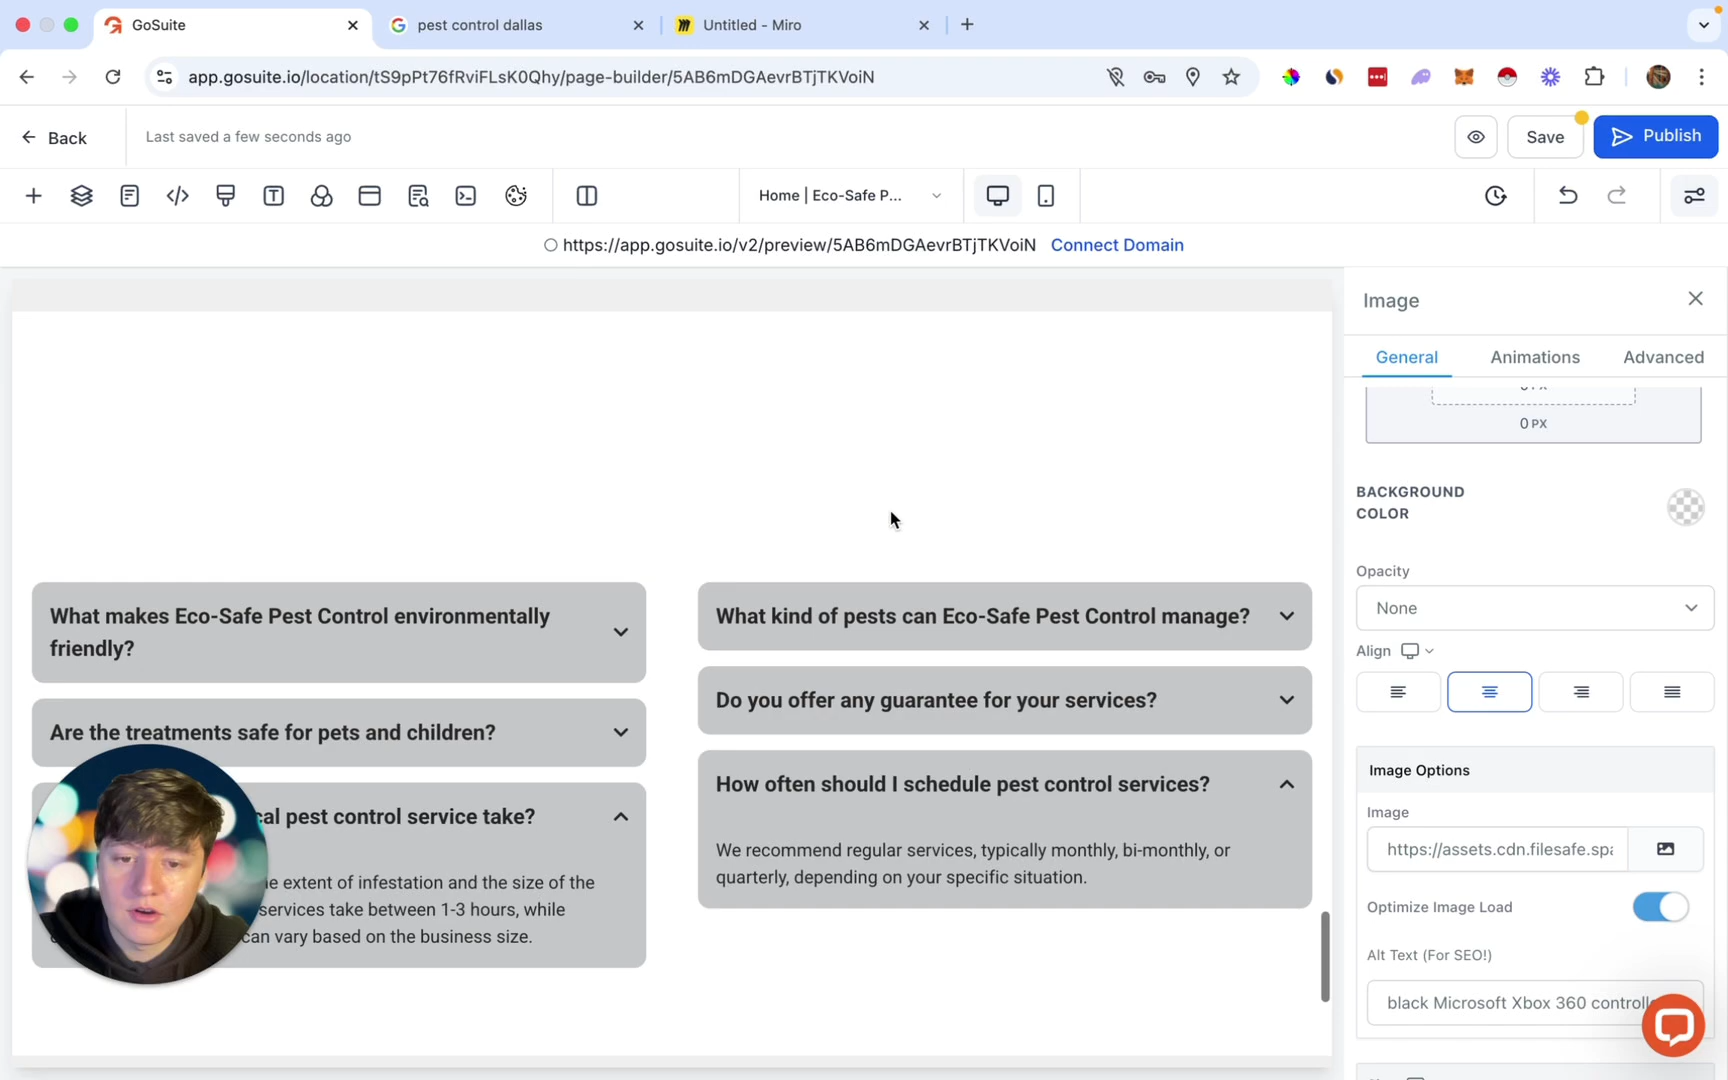 GoSuite
pest control dallas
Untitled - Miro
app.gosuite.io/location/tS9pPt76fRviFLsK0Qhy/page-builder/5AB6mDGAevrBTjTKVoiN
Back
Last saved a few seconds ago
Save
Publish
Home | Eco-Safe P...
https://app.gosuite.io/v2/preview/5AB6mDGAevrBTjTKVoiN Connect Domain
Image
General
Animations
Advanced
0 PX
BACKGROUND
COLOR
Opacity
None
Align
Image Options
Image
https://assets.cdn.filesafe.spa
Optimize Image Load
Alt Text (For SEO!)
black Microsoft Xbox 360
What makes Eco-Safe Pest Control environmentally
friendly?
Are the treatments safe for pets and children?
pest control service take?
extent of infestation and the size of the
services take between 1-3 hours, while
can vary based on the business size.
What kind of pests can Eco-Safe Pest Control manage?
Do you offer any guarantee for your services?
How often should I schedule pest control services?
We recommend regular services, typically monthly, bi-monthly, or
quarterly, depending on your specific situation.